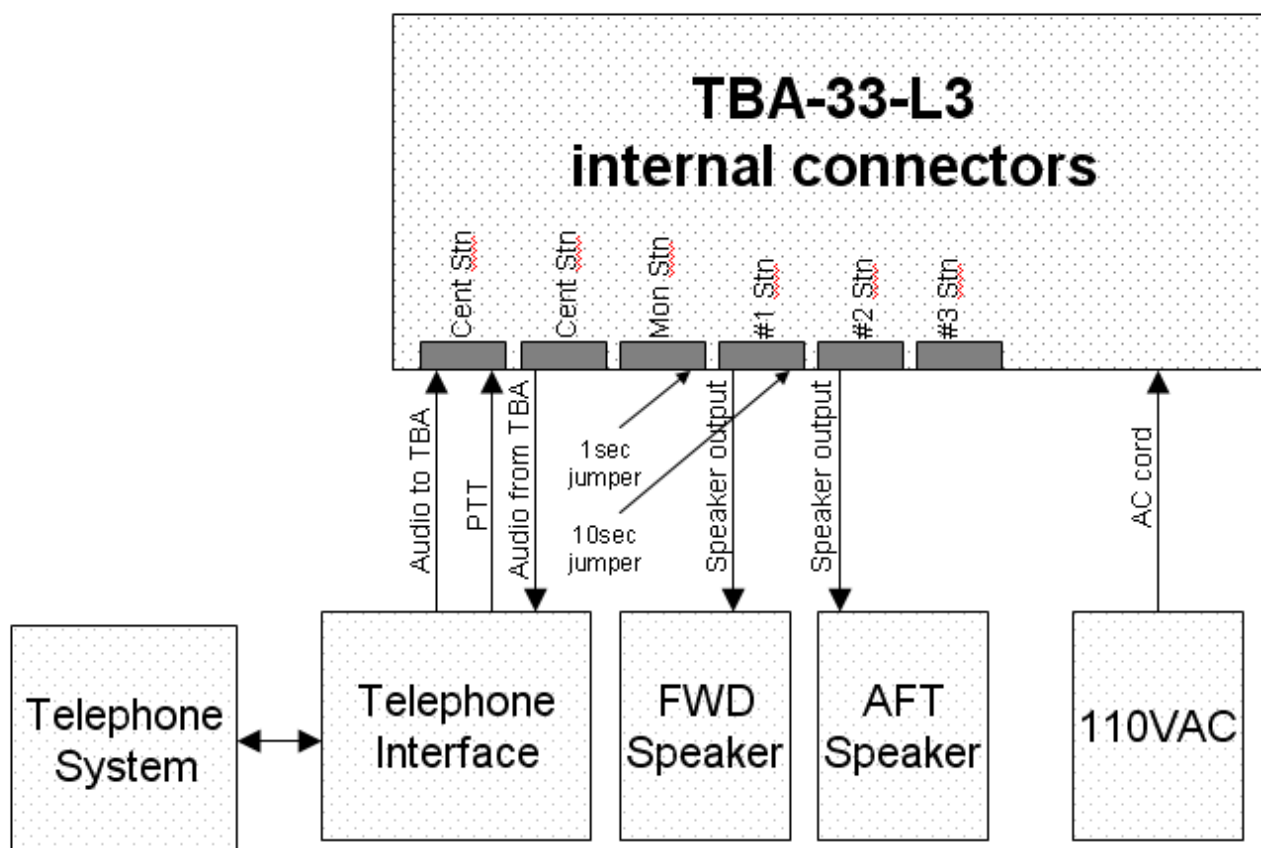 TBA-33-L3
internal connectors
Cent Stn
Cent Stn
Mon Stn
#1 Stn
#2 Stn
#3 Stn
Audio to TBA
PTT
Audio from TBA
1sec
jumper
10sec
jumper
Speaker output
Speaker output
AC cord
Telephone
System
Telephone
Interface
FWD
Speaker
AFT
Speaker
110VAC